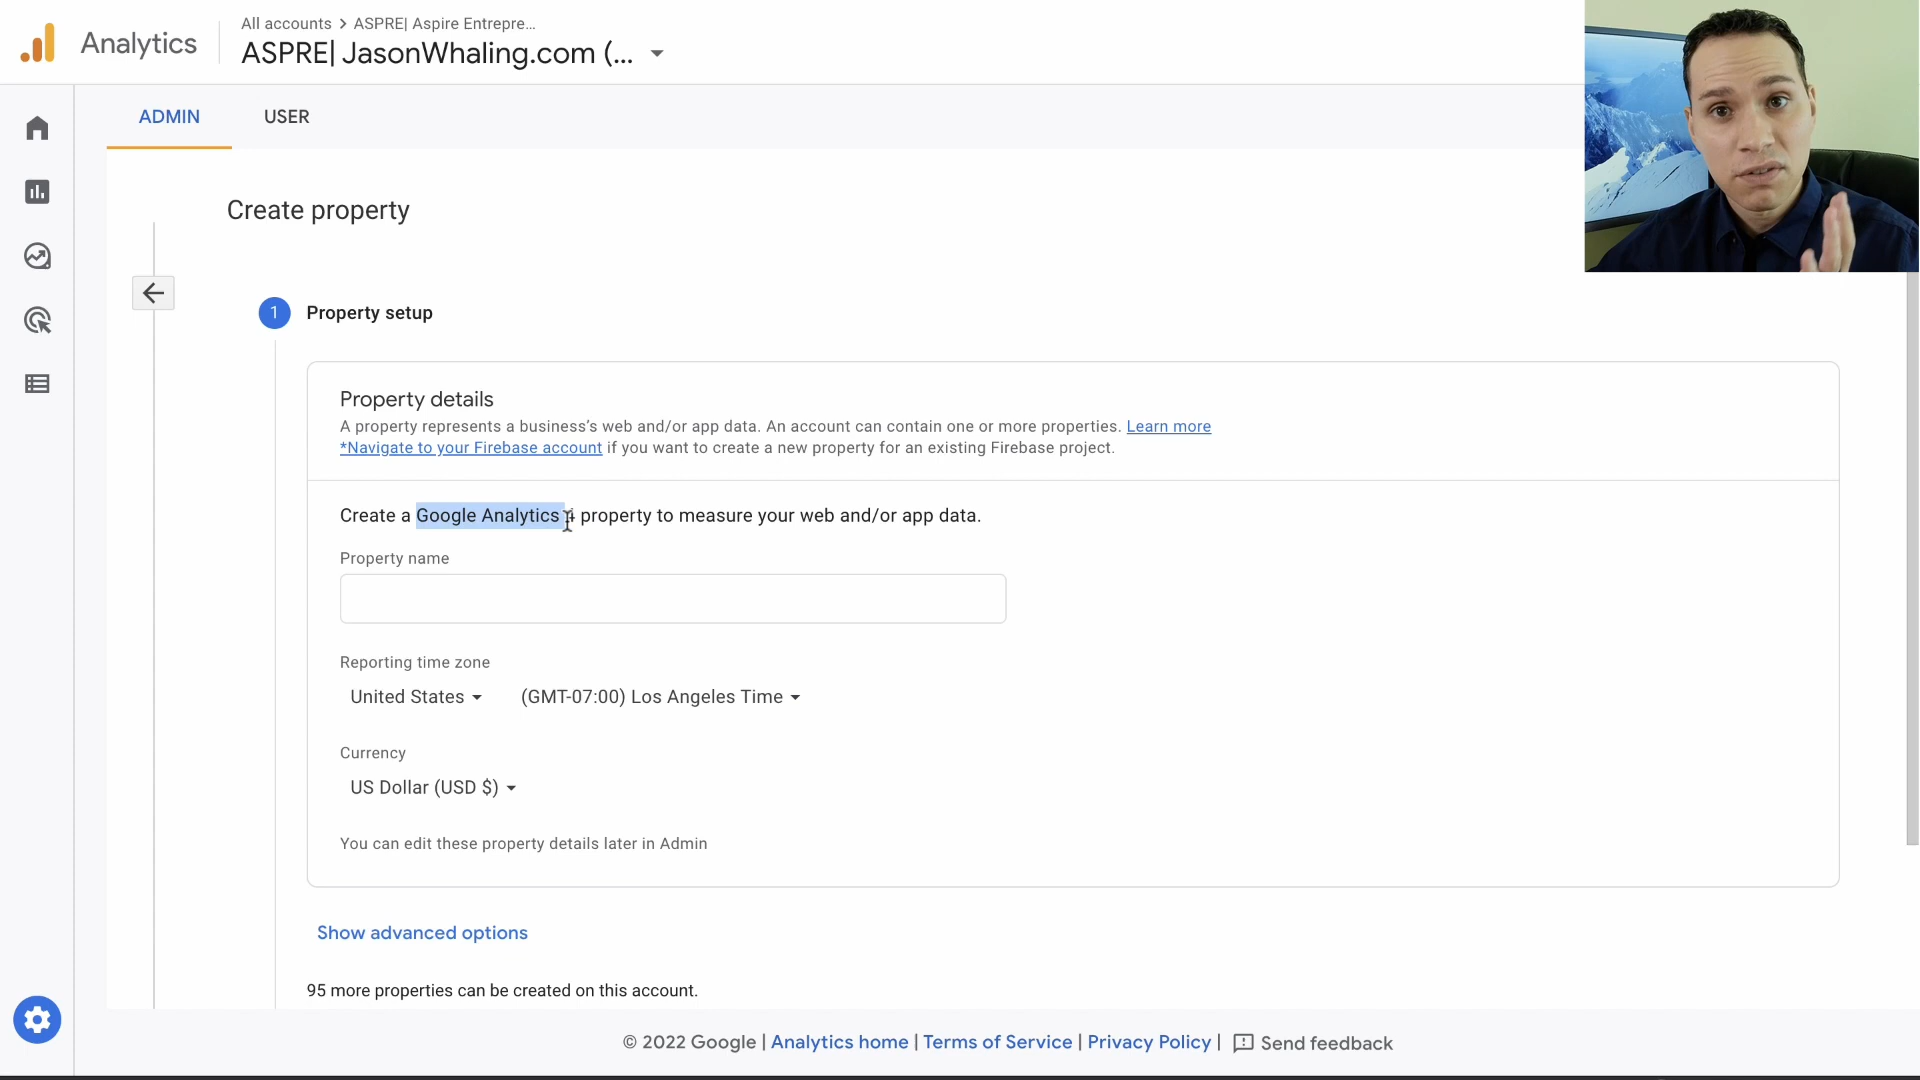 Analytics
All accounts > ASPRE| Aspire Entrepre...
ASPRE| JasonWhaling.com (...
ADMIN
USER
Create property
1
Property setup
Property details
A property represents a business's web and/or app data. An account can contain one or more properties. Learn more
*Navigate to your Firebase account if you want to create a new property for an existing Firebase project.
Create a Google Analytics 4 property to measure your web and/or app data.
Property name
Reporting time zone
United States
(GMT-07:00) Los Angeles Time
Currency
US Dollar (USD $)
You can edit these property details later in Admin
Show advanced options
95 more properties can be created on this account.
© 2022 Google | Analytics home | Terms of Service | Privacy Policy | Send feedback